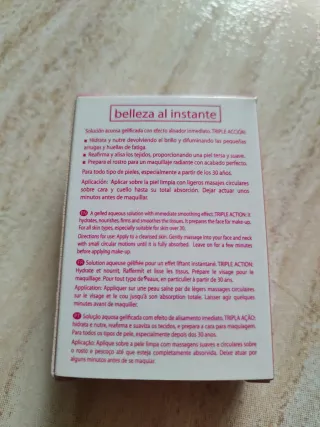 belleza al instante
Solución acuosa gelificada con efecto alisador inmediato. TRIPLE ACCIÓN:
Hidrata y nutre devolviendo el brillo y difuminando las pequeñas
arrugas y huellas de fatiga.
Reafirma y alisa los tejidos, proporcionando una piel tersa y suave.
Prepara el rostro para un maquillaje radiante con acabado perfecto.
Para todo tipo de pieles, especialmente a partir de los 30 años.
Aplicación: Aplicar sobre la piel limpia con ligeros masajes circulares
sobre cara y cuello hasta su total absorción. Dejar actuar unos
minutos antes de maquillar.
A gelled aqueous solution with immediate smoothing effect. TRIPLE ACTION: it
hydrates, nourishes, firms and smoothes the tissues. It prepares the face for make-up.
For all skin types, especially suitable for skin over 30.
Directions for use: Apply to a cleansed skin. Gently massage into your face and neck
with small circular motions until it is fully absorbed. Leave on for a few minutes
before applying make-up.
Solution aqueuse gélifiée pour un effet liftant instantané. TRIPLE ACTION:
Hydrate et nourrit, Raffermit et lisse les tissus. Prépare le visage pour le
maquillage. Pour tout type de peaux, en particulier à partir de 30 ans.
Application: Appliquer sur une peau saine par de légers massages circulaires
sur le visage et le cou jusqu'à son absorption totale. Laisser agir quelques
minutes avant de maquiller.
Solução aquosa gelificada com efeito de alisamento imediato. TRIPLA AÇÃO:
hidrata e nutre, reafirma e suaviza os tecidos, e prepara a cara para maquiagem.
Para todos os tipos de pele, especialmente depois dos 30 anos.
Aplicação: Aplique sobre a pele limpa com massagens suaves e circulares sobre
o rosto e pescoço até que esteja completamente absorvida. Deixe atuar por
alguns minutos antes de se maquiar.